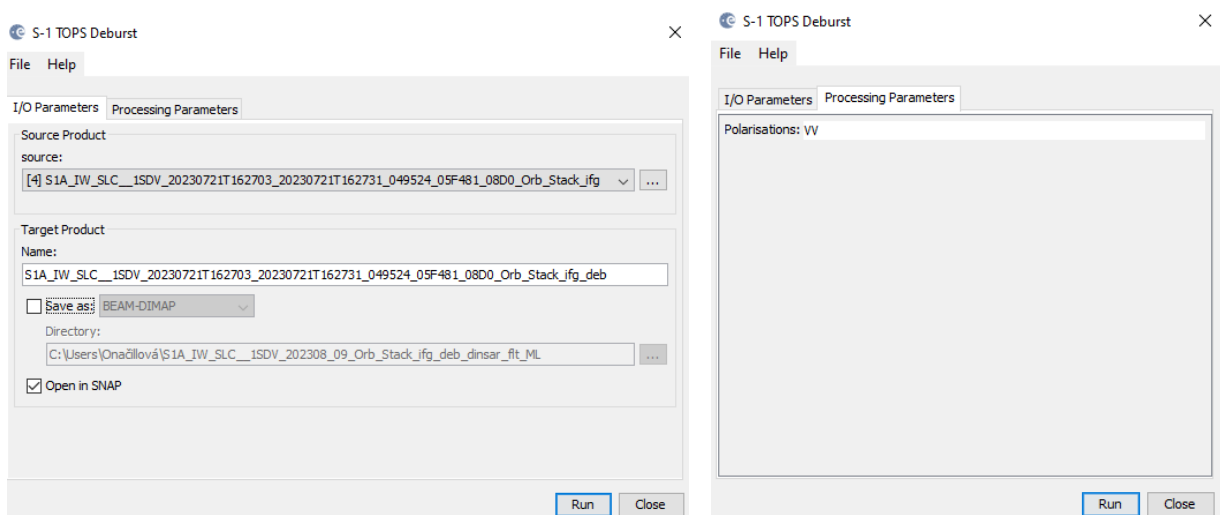 S-1 TOPS Deburst
File Help
I/O Parameters Processing Parameters
Source Product
source:
[4] S1A_IW_SLC__1SDV_20230721T162703_20230721T162731_049524_05F481_08D0_Orb_Stack_ifg ...
Target Product
Name:
S1A_IW_SLC__1SDV_20230721T162703_20230721T162731_049524_05F481_08D0_Orb_Stack_ifg_deb
Save as: BEAM-DIMAP
Directory:
C:\Users\Onačillová\S1A_IW_SLC__1SDV_202308_09_Orb_Stack_ifg_deb_dinsar_flt_ML ...
Open in SNAP
Run Close
S-1 TOPS Deburst
File Help
I/O Parameters Processing Parameters
Polarisations: VV
Run Close